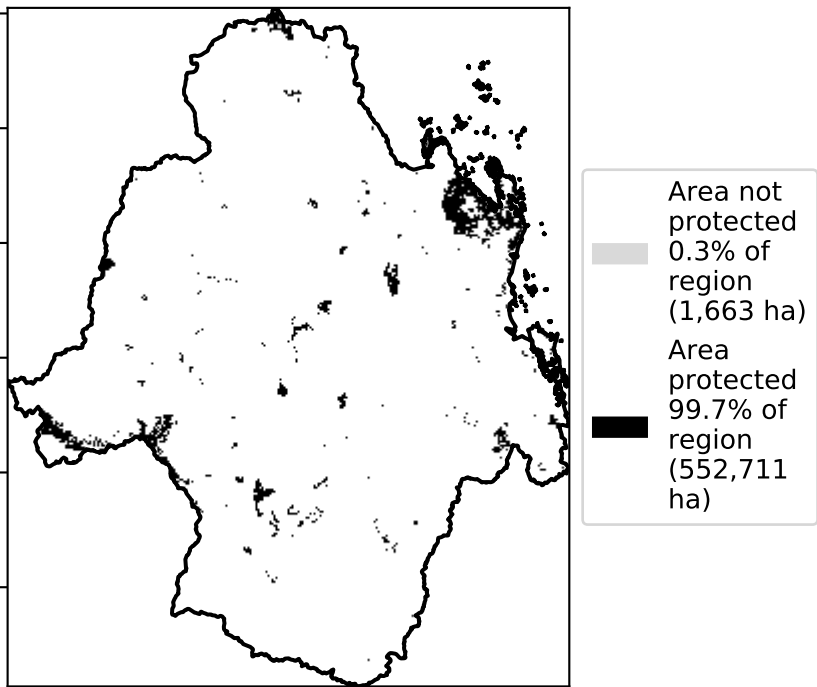 Area not
protected
0.3% of
region
(1,663 ha)
Area
protected
99.7% of
region
(552,711
ha)